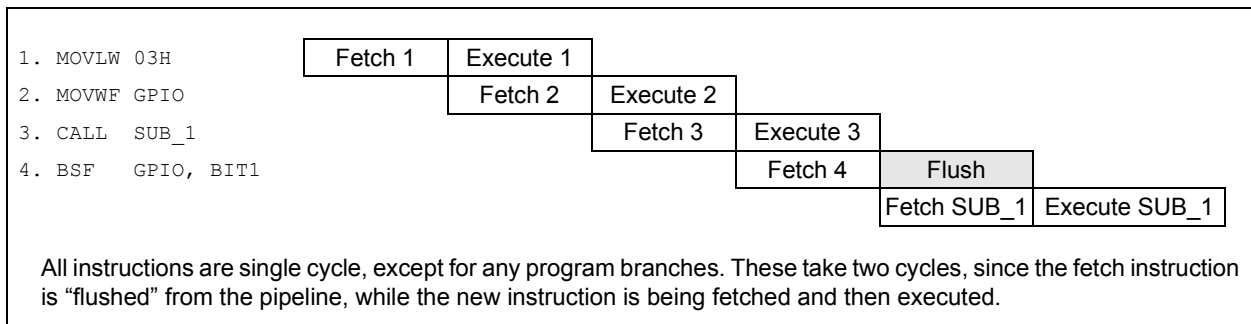 1. MOVLW 03H Fetch 1 Execute 1
2. MOVWF GPIO Fetch 2 Execute 2
3. CALL SUB_1 Fetch 3 Execute 3
4. BSF GPIO, BIT1 Fetch 4 Flush
Fetch SUB_1 Execute SUB_1
All instructions are single cycle, except for any program branches. These take two cycles, since the fetch instruction
is “flushed” from the pipeline, while the new instruction is being fetched and then executed.